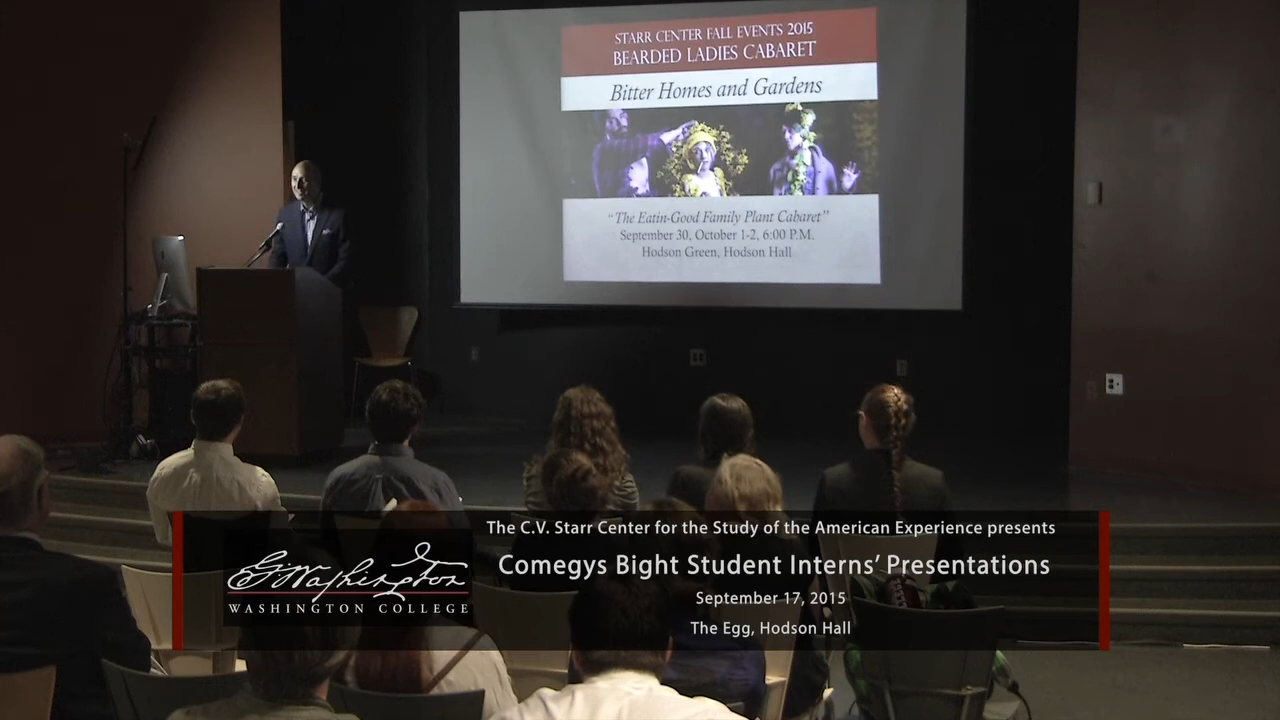 STARR CENTER FALL EVENTS 2015
BEARDED LADIES CABARET
Bitter Homes and Gardens
"The Eatin-Good Family Plant Cabaret"
September 30, October 1-2, 6:00 P.M.
Hodson Green, Hodson Hall
The C.V. Starr Center for the Study of the American Experience presents
Comegys Bight Student Interns' Presentations
September 17, 2015
The Egg, Hodson Hall
G Washington
WASHINGTON COLLEGE